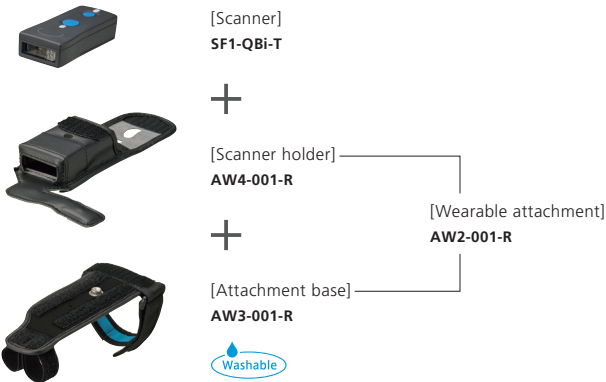 [Scanner]
SF1-QBi-T
[Scanner holder]
AW4-001-R
[Wearable attachment]
AW2-001-R
[Attachment base]
AW3-001-R
Washable